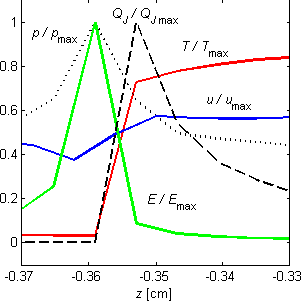 Q_J / Q_J max
p / p_max
T / T_max
u / u_max
E / E_max
1
0.8
0.6
0.4
0.2
0
-0.37
-0.36
-0.35
-0.34
-0.33
z [cm]